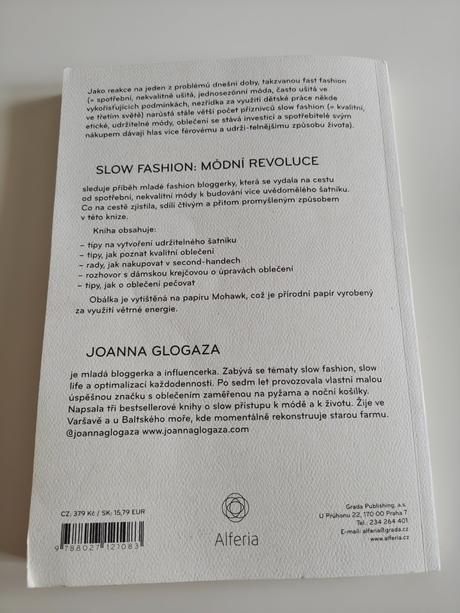 Jako reakce na jeden z problémů dnešní doby, takzvanou fast fashion
(= spotřební, nekvalitně ušitá, jednosezónní móda, často ušitá ve
vykořisťujících podmínkách, nezřídka za využití dětské práce někde
ve třetím světě) narůstá stále větší počet příznivců slow fashion (= kvalitní,
etické, udržitelné módy, oblečení se stává investicí a spotřebitelé svým
nákupem dávají hlas více férovému a udrži-telnějšímu způsobu života).
SLOW FASHION: MÓDNÍ REVOLUCE
sleduje příběh mladé fashion bloggerky, která se vydala na cestu
od spotřební, nekvalitní módy k budování více uvědomělého šatníku.
Co na cestě zjistila, sdílí čtivým a přitom promyšleným způsobem
v této knize.
Kniha obsahuje:
– tipy na vytvoření udržitelného šatníku
– tipy, jak poznat kvalitní oblečení
– rady, jak nakupovat v second-handech
– rozhovor s dámskou krejčovou o úpravách oblečení
– tipy, jak o oblečení pečovat
Obálka je vytištěná na papíru Mohawk, což je přírodní papír vyrobený
za využití větrné energie.
JOANNA GLOGAZA
je mladá bloggerka a influencerka. Zabývá se tématy slow fashion, slow
life a optimalizací každodennosti. Po sedm let provozovala vlastní malou
úspěšnou značku s oblečením zaměřenou na pyžama a noční košilky.
Napsala tři bestsellerové knihy o slow přístupu k módě a k životu. Žije ve
Varšavě a u Baltského moře, kde momentálně rekonstruuje starou farmu.
@joannaglogaza www.joannaglogaza.com
CZ: 379 Kč / SK: 15,79 EUR
9 788027 121083
Alferia
Grada Publishing, a.s.
U Průhonu 22, 170 00 Praha 7
Tel.: 234 264 401
E-mail: alferia@grada.cz
www.alferia.cz